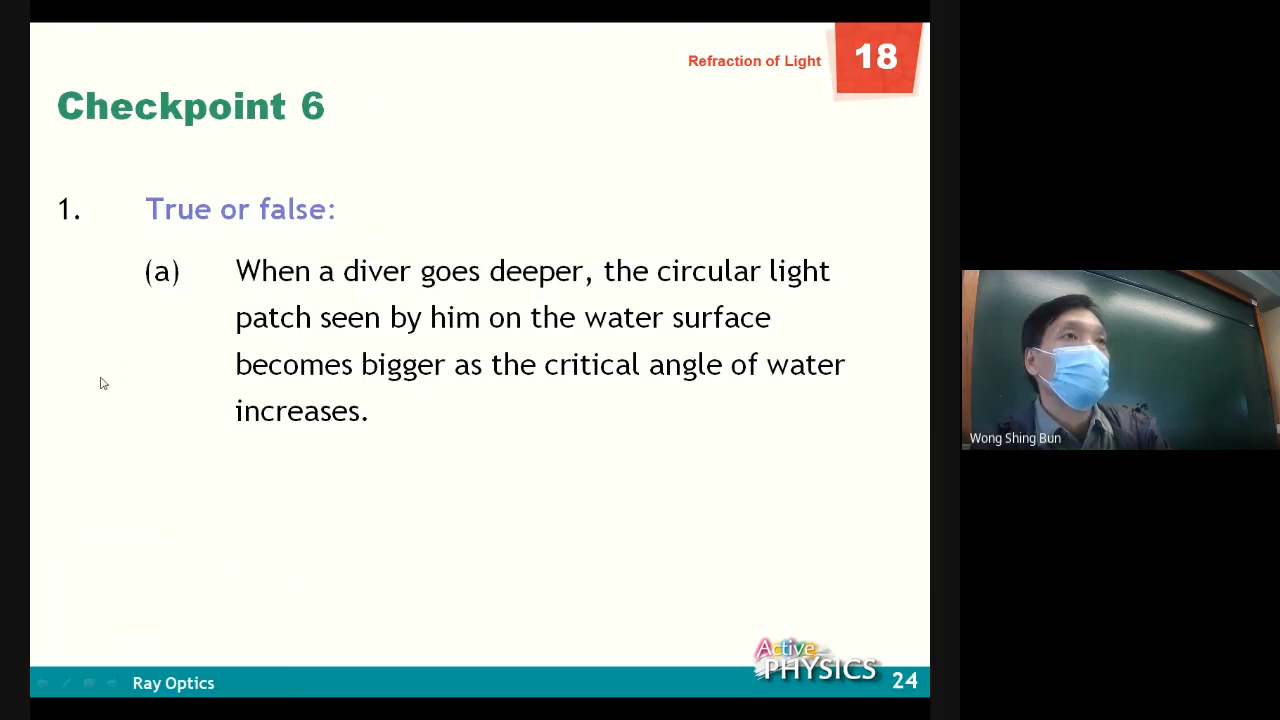 Refraction of Light
18
Checkpoint 6
1. True or false:
(a) When a diver goes deeper, the circular light
patch seen by him on the water surface
becomes bigger as the critical angle of water
increases.
Wong Shing Bun
Active
PHYSICS
Ray Optics
24